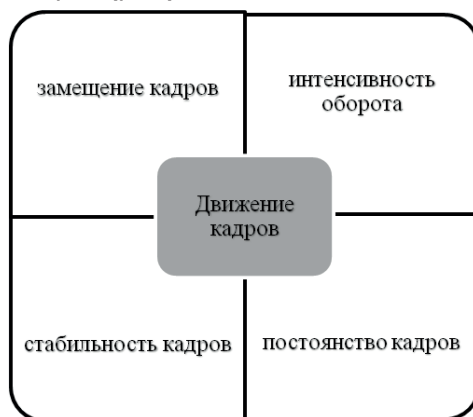 замещение кадров
интенсивность
оборота
Движение
кадров
стабильность кадров
постоянство кадров